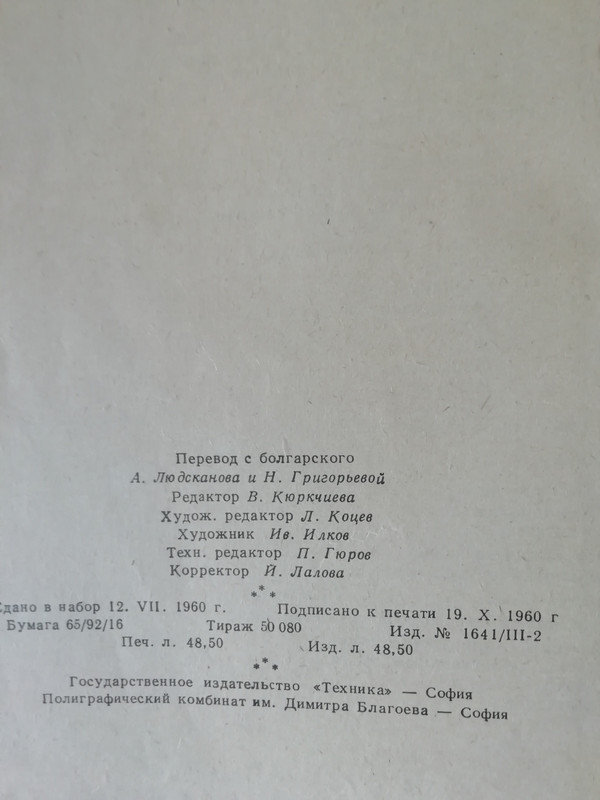 Перевод с болгарского
А. Людсканова и Н. Григорьевой
Редактор В. Кюркчиева
Худож. редактор Л. Коцев
Художник Ив. Илков
Техн. редактор П. Гюров
Корректор Й. Лалова
* * *
Сдано в набор 12. VII. 1960 г. Подписано к печати 19. X. 1960 г
Бумага 65/92/16 Тираж 50 080 Изд. № 1641/III-2
Печ. л. 48,50 Изд. л. 48,50
* * *
Государственное издательство «Техника» — София
Полиграфический комбинат им. Димитра Благоева — София